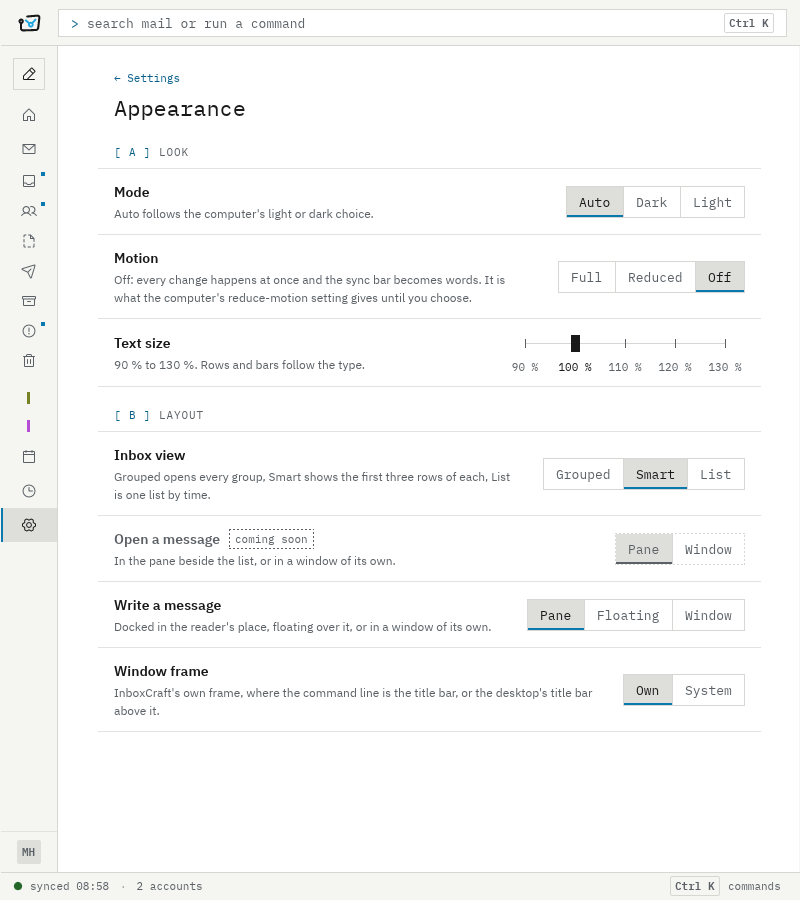 > search mail or run a command Ctrl K
← Settings
Appearance
[ A ] LOOK
Mode
Auto follows the computer's light or dark choice.
Auto Dark Light
Motion
Off: every change happens at once and the sync bar becomes words. It is
what the computer's reduce-motion setting gives until you choose.
Full Reduced Off
Text size
90 % to 130 %. Rows and bars follow the type.
90 % 100 % 110 % 120 % 130 %
[ B ] LAYOUT
Inbox view
Grouped opens every group, Smart shows the first three rows of each, List
is one list by time.
Grouped Smart List
Open a message coming soon
In the pane beside the list, or in a window of its own.
Pane Window
Write a message
Docked in the reader's place, floating over it, or in a window of its own.
Pane Floating Window
Window frame
InboxCraft's own frame, where the command line is the title bar, or the desktop's title bar
above it.
Own System
MH
synced 08:58 · 2 accounts
Ctrl K commands